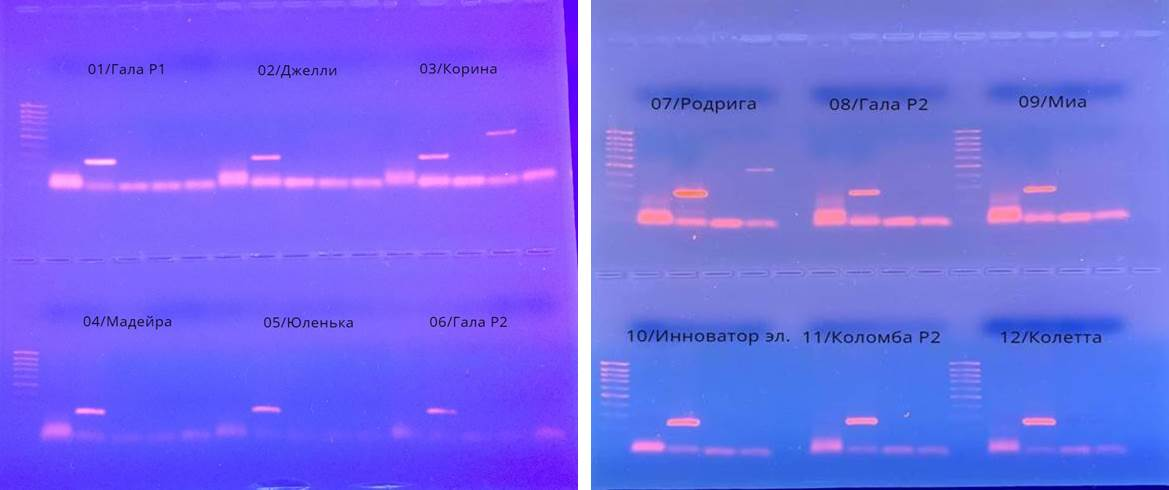 01/Гала Р1
02/Джелли
03/Корина
04/Мадейра
05/Юленька
06/Гала Р2
07/Родрига
08/Гала Р2
09/Миа
10/Инноватор эл.
11/Коломба Р2
12/Колетта